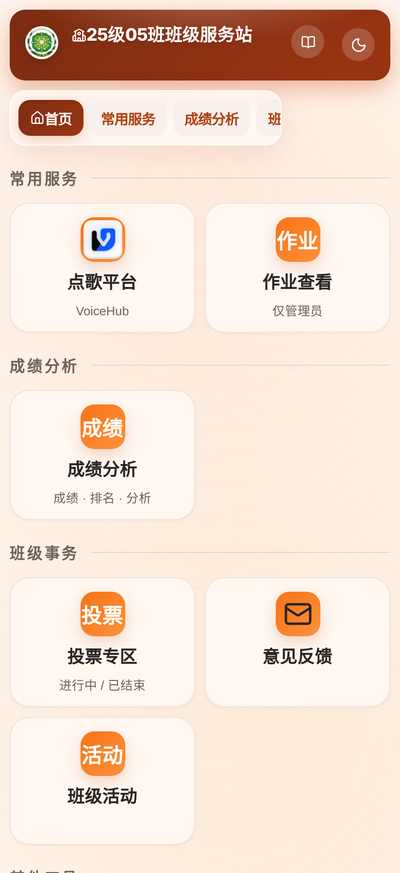 25级05班班级服务站
首页
常用服务
成绩分析
班
常用服务
点歌平台
VoiceHub
作业
作业查看
仅管理员
成绩分析
成绩
成绩分析
成绩 · 排名 · 分析
班级事务
投票
投票专区
进行中 / 已结束
意见反馈
活动
班级活动